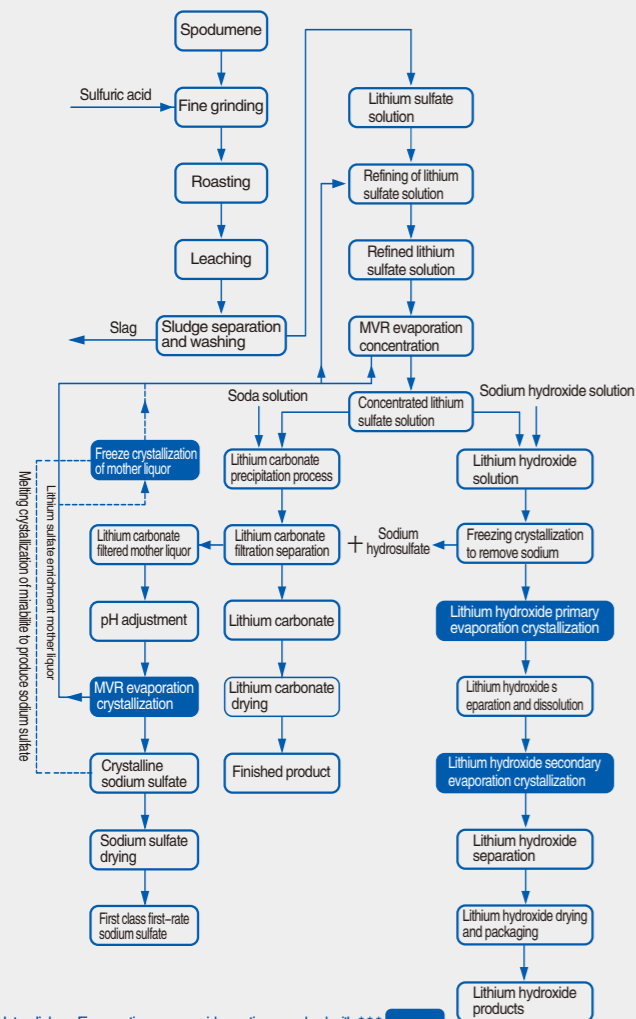 Spodumene
Sulfuric acid
Fine grinding
Roasting
Leaching
Slag
Sludge separation
and washing
Lithium sulfate
solution
Refining of lithium
sulfate solution
Refined lithium
sulfate solution
MVR evaporation
concentration
Soda solution
Concentrated lithium
sulfate solution
Sodium hydroxide solution
Freeze crystallization
of mother liquor
Lithium carbonate
precipitation process
Lithium hydroxide
solution
Lithium sulfate enrichment mother liquor
Melting crystallization of mirabilite to produce sodium sulfate
Lithium carbonate
filtered mother liquor
Lithium carbonate
filtration separation
+
Sodium
hydrosulfate
Freezing crystallization
to remove sodium
pH adjustment
Lithium carbonate
Lithium hydroxide primary
evaporation crystallization
MVR evaporation
crystallization
Lithium carbonate
drying
Lithium hydroxide s
eparation and dissolution
Crystalline
sodium sulfate
Finished product
Lithium hydroxide secondary
evaporation crystallization
Sodium sulfate
drying
Lithium hydroxide
separation
First class first-rate
sodium sulfate
Lithium hydroxide drying
and packaging
Lithium hydroxide
products